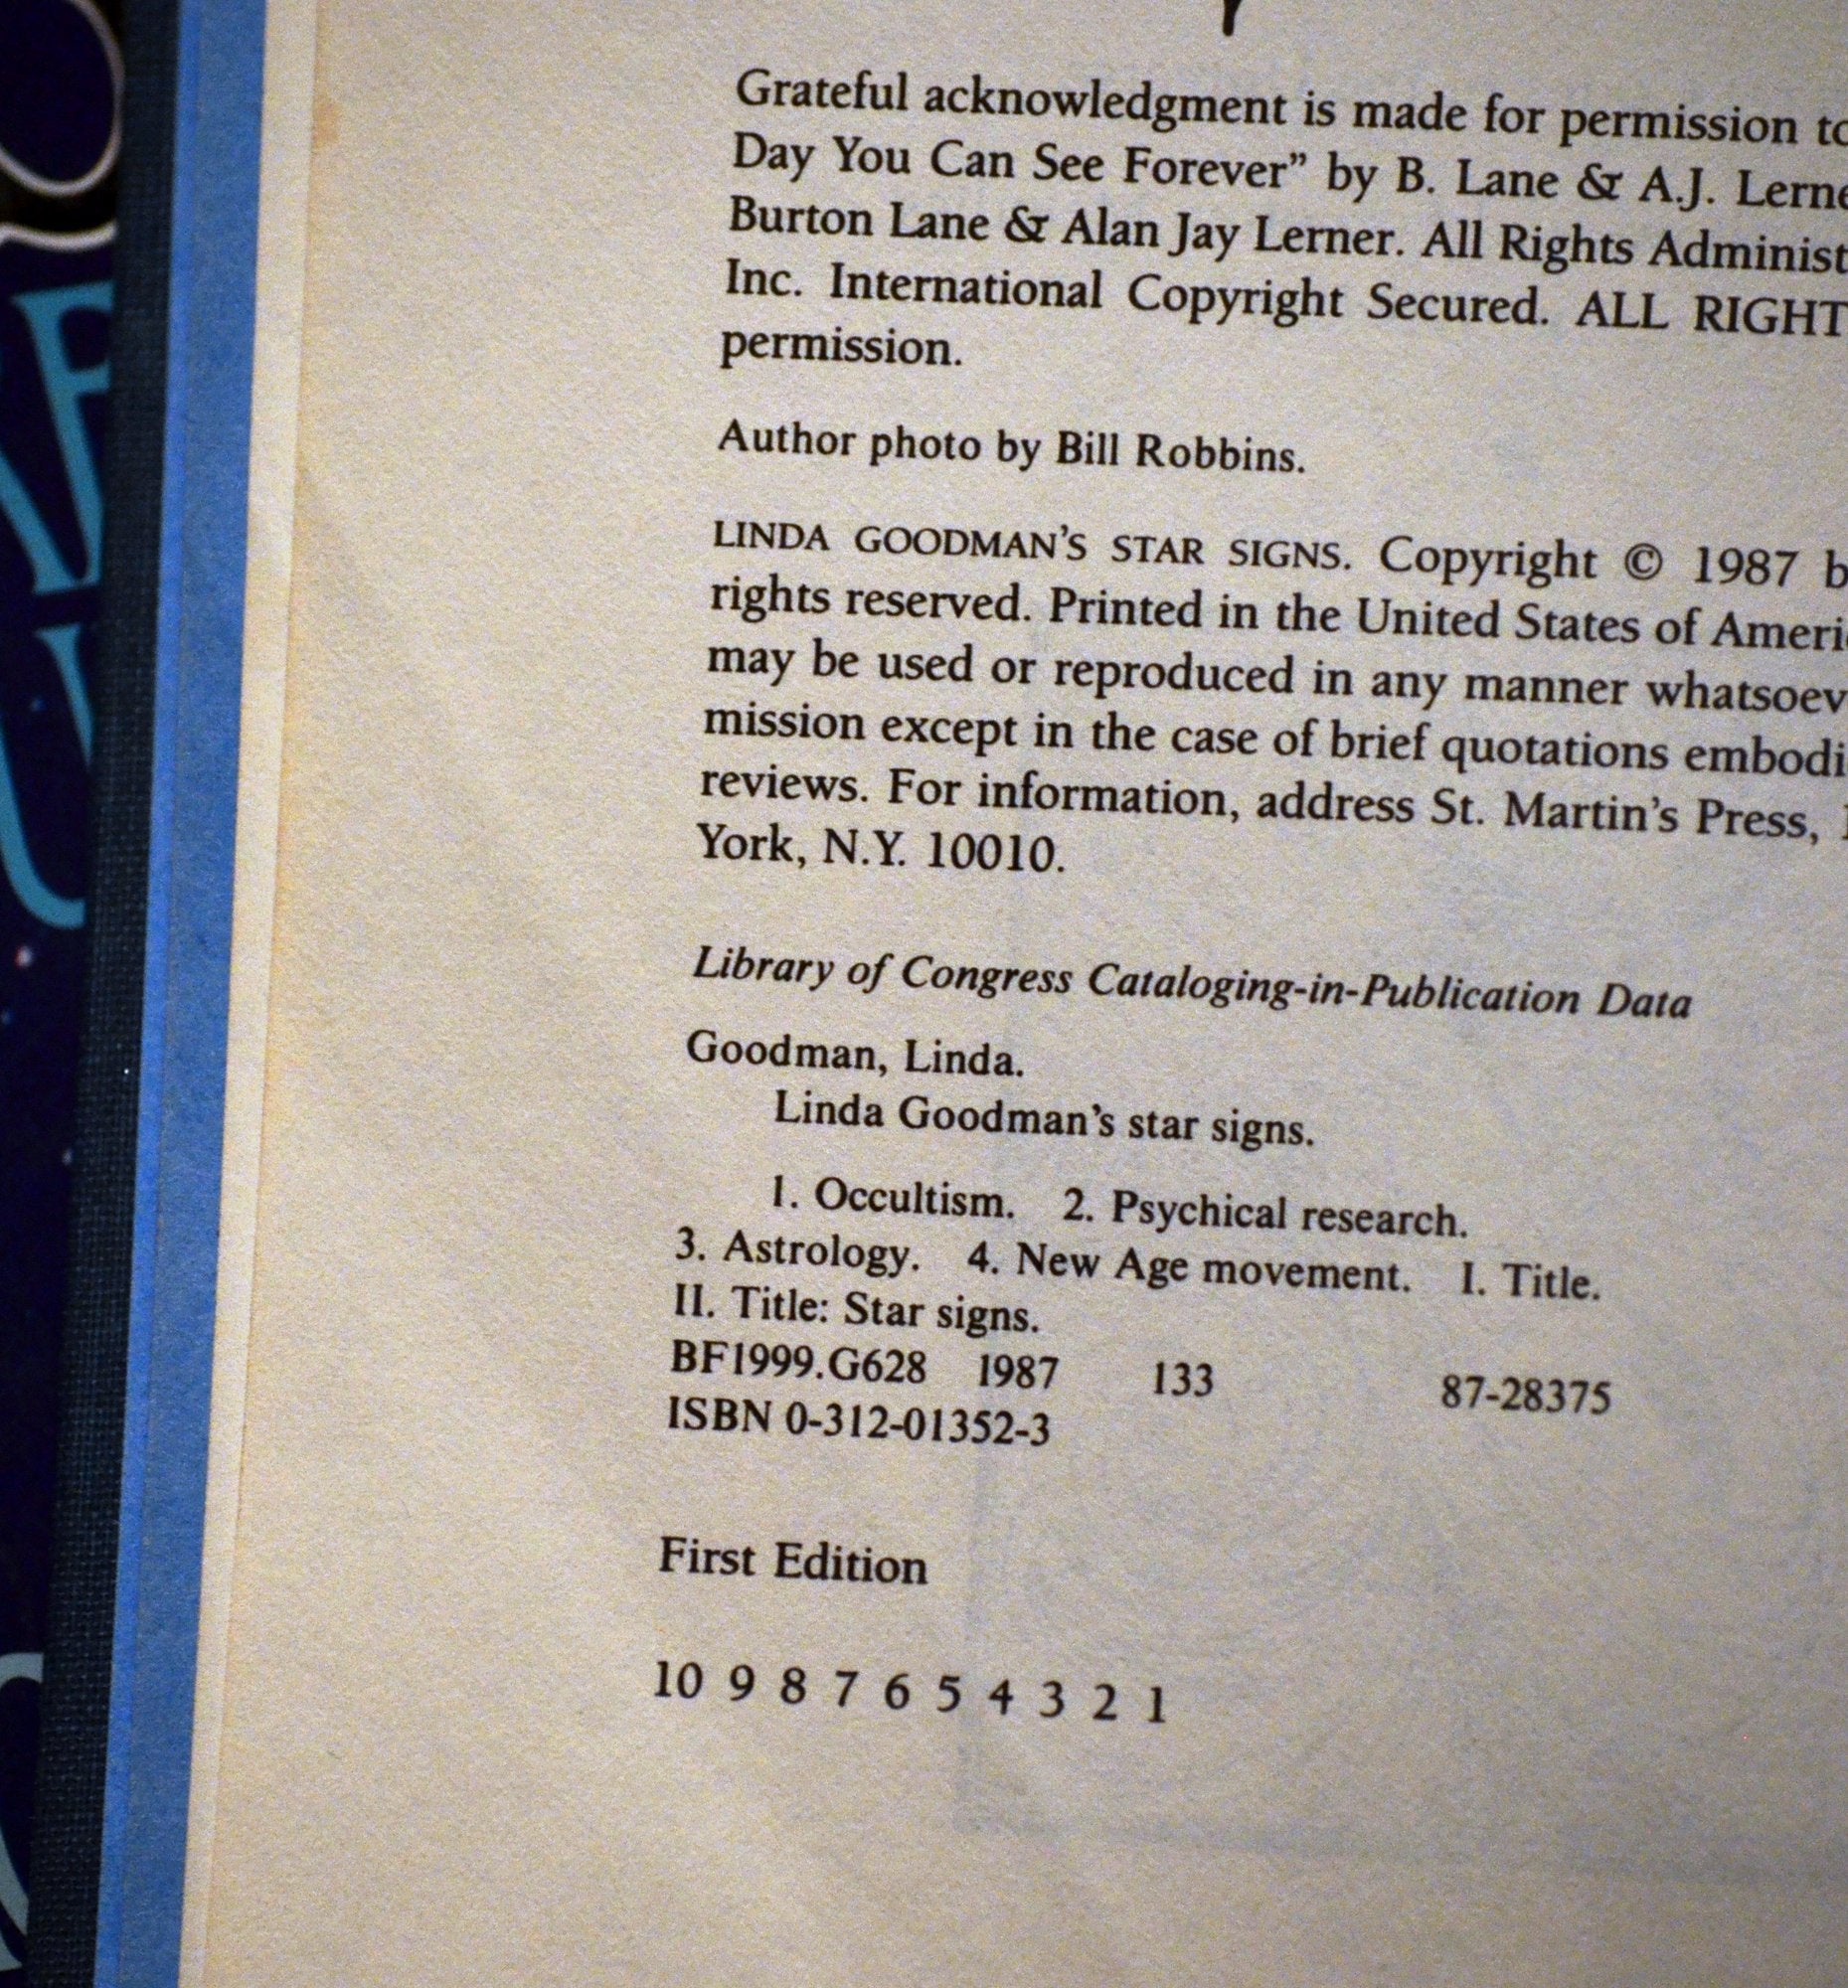 Grateful acknowledgment is made for permission to
Day You Can See Forever” by B. Lane & A.J.
Burton Lane & Alan Jay Lerner. All Rights
Inc. International Copyright Secured. ALL
permission.
Author photo by Bill Robbins.
LINDA GOODMAN’S STAR SIGNS. Copyright © 1987
rights reserved. Printed in the United States of
may be used or reproduced in any manner
mission except in the case of brief quotations
reviews. For information, address St. Martin’s Press,
York, N.Y. 10010.
Library of Congress Cataloging-in-Publication Data
Goodman, Linda.
Linda Goodman’s star signs.
1. Occultism. 2. Psychical research.
3. Astrology. 4. New Age movement. I. Title.
II. Title: Star signs.
BF1999.G628 1987 133 87-28375
ISBN 0-312-01352-3
First Edition
10 9 8 7 6 5 4 3 2 1